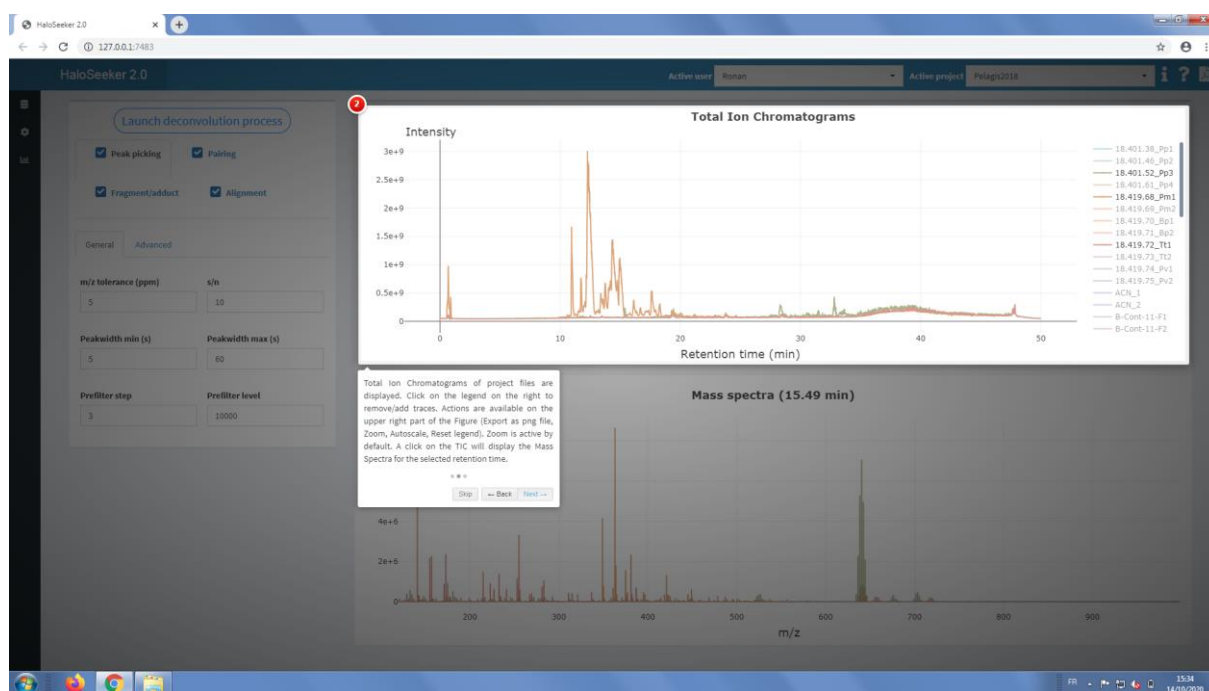 HaloSeeker 2.0
127.0.0.1:7483
HaloSeeker 2.0
Active user
Ronan
Active project
Pelagis2018
i ?
Launch deconvolution process
Peak picking
Pairing
Fragment/adduct
Alignment
General
Advanced
m/z tolerance (ppm)
s/n
5
10
Peakwidth min (s)
Peakwidth max (s)
5
60
Prefilter step
Prefilter level
3
10000
2
Total Ion Chromatograms
Intensity
3e+9
2.5e+9
2e+9
1.5e+9
1e+9
0.5e+9
0
0
10
20
30
40
50
Retention time (min)
18.401.38_Pp1
18.401.46_Pp2
18.401.52_Pp3
18.401.61_Pp4
18.419.68_Pm1
18.419.69_Pm2
18.419.70_Bp1
18.419.71_Bp2
18.419.72_Tt1
18.419.73_Tt2
18.419.74_Pv1
18.419.75_Pv2
ACN_1
ACN_2
B-Cont-11-F1
B-Cont-11-F2
Total Ion Chromatograms of project files are
displayed. Click on the legend on the right to
remove/add traces. Actions are available on the
upper right part of the Figure (Export as png file,
Zoom, Autoscale, Reset legend). Zoom is active by
default. A click on the TIC will display the Mass
Spectra for the selected retention time.
Skip
← Back
Next →
Mass spectra (15.49 min)
4e+6
2e+6
0
200
300
400
500
600
700
800
900
m/z
FR
15:34
14/10/2020